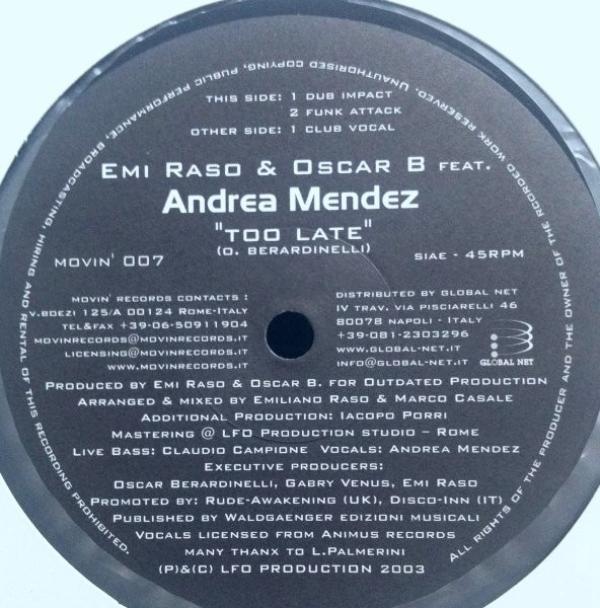 UNAUTHORISED COPYING, PUBLIC PERFORMANCE, BROADCASTING, HIRING AND RENTAL OF THIS RECORDING PROHIBITED.
ALL RIGHTS OF THE PRODUCER AND THE OWNER OF THE RCORDED WORK RESERVED.
THIS SIDE: 1 DUB IMPACT
2 FUNK ATTACK
OTHER SIDE: 1 CLUB VOCAL
EMI RASO & OSCAR B FEAT.
Andrea Mendez
"TOO LATE"
(O. BERARDINELLI)
MOVIN' 007
SIAE - 45RPM
MOVIN' RECORDS CONTACTS :
V.BOEZI 125/A 00124 ROME-ITALY
TEL&FAX +39-06-50911904
MOVINRECORDS@MOVINRECORDS.IT
LICENSING@MOVINRECORDS.IT
WWW.MOVINRECORDS.IT
DISTRIBUTED BY GLOBAL NET
IV TRAV. VIA PISCIARELLI 46
80078 NAPOLI - ITALY
+39-081-2303296
WWW.GLOBAL-NET.IT
INFO@GLOBAL-NET.IT
GLOBAL NET
PRODUCED BY EMI RASO & OSCAR B. FOR OUTDATED PRODUCTION
ARRANGED & MIXED BY EMILIANO RASO & MARCO CASALE
ADDITIONAL PRODUCTION: IACOPO PORRI
MASTERING @ LFO PRODUCTION STUDIO – ROME
LIVE BASS: CLAUDIO CAMPIONE VOCALS: ANDREA MENDEZ
EXECUTIVE PRODUCERS:
OSCAR BERARDINELLI, GABRY VENUS, EMI RASO
PROMOTED BY: RUDE-AWAKENING (UK), DISCO-INN (IT)
PUBLISHED BY WALDGAENGER EDIZIONI MUSICALI
VOCALS LICENSED FROM ANIMUS RECORDS
MANY THANX TO L.PALMERINI
(P)&(C) LFO PRODUCTION 2003